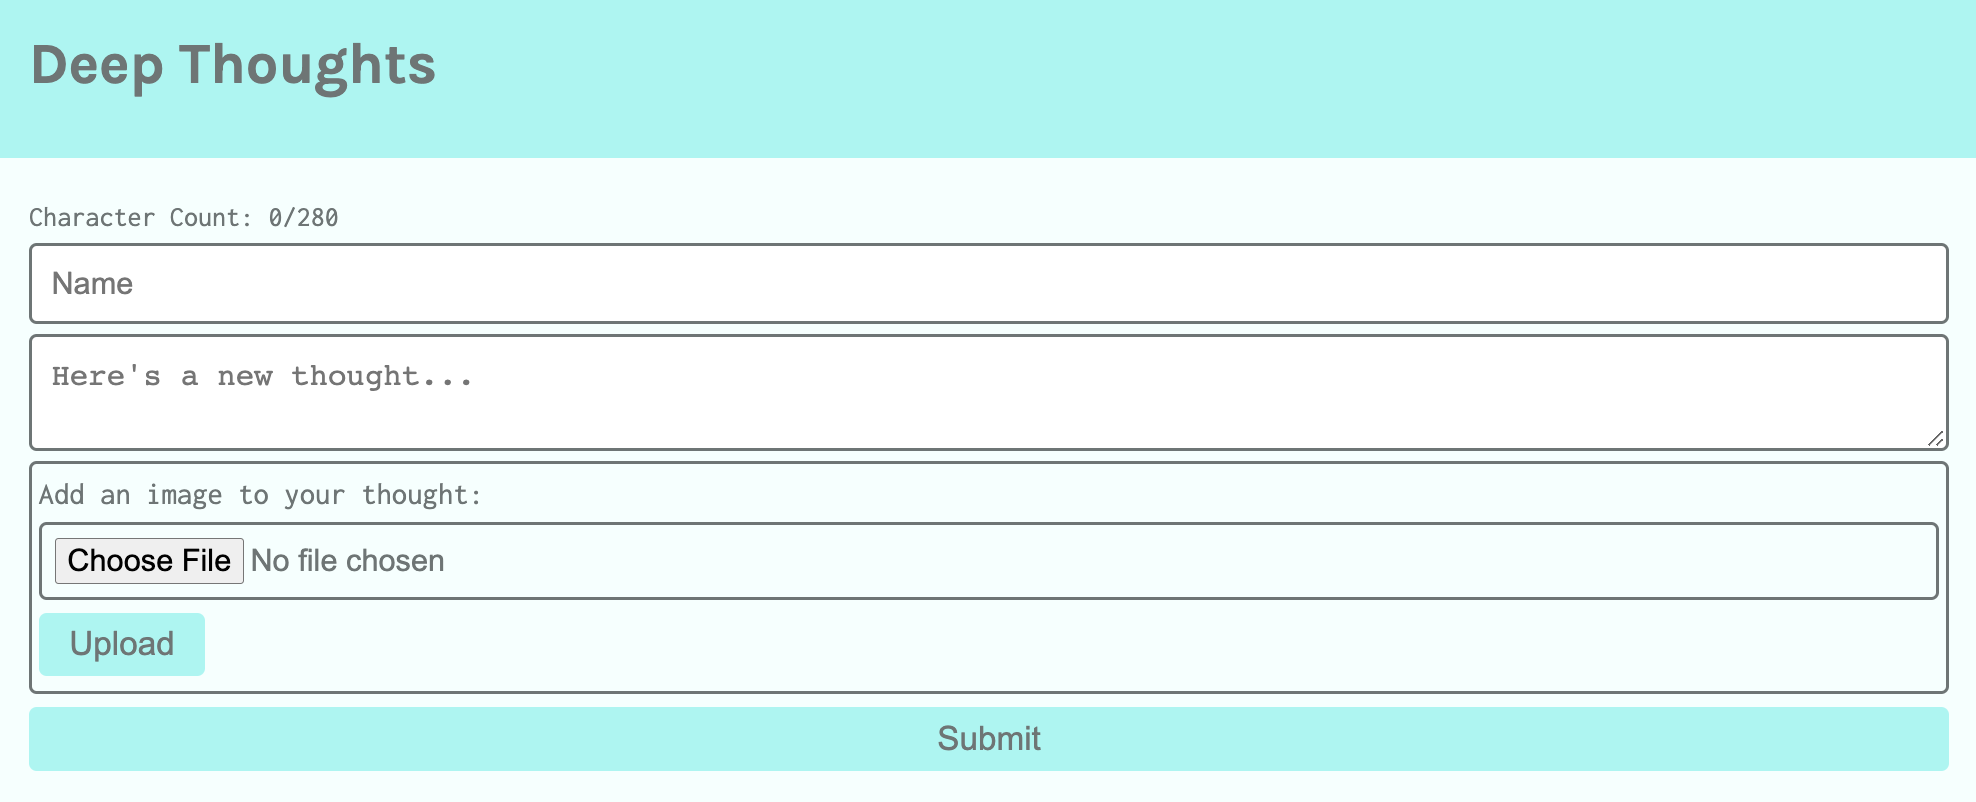 Deep Thoughts
Character Count: 0/280
Name
Here's a new thought...
Add an image to your thought:
Choose File No file chosen
Upload
Submit